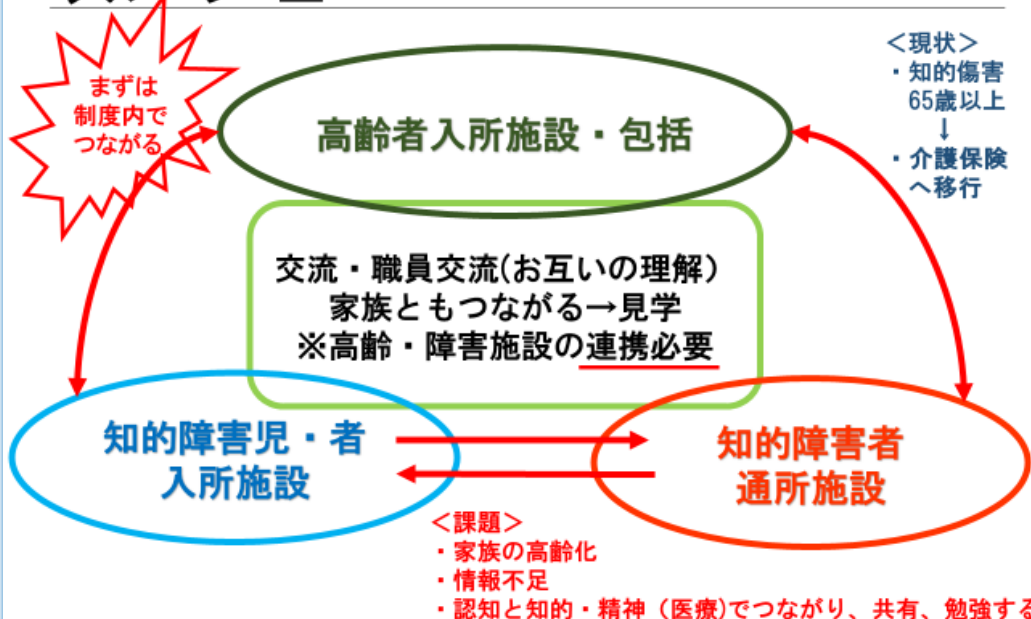 まずは
制度内で
つながる
高齢者入所施設・包括
＜現状＞
・知的傷害
65歳以上
↓
・介護保険
へ移行
交流・職員交流(お互いの理解）
家族ともつながる→見学
※高齢・障害施設の連携必要
知的障害児・者
入所施設
知的障害者
通所施設
＜課題＞
・家族の高齢化
・情報不足
・認知と知的・精神（医療)でつながり、共有、勉強する